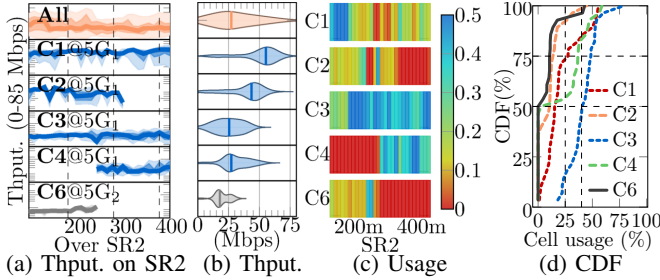 Thput. (0-85 Mbps)
All
C1@5G1
C2@5G1
C3@5G1
C4@5G1
C6@5G2
200 300 400
Over SR2
(a) Thput. on SR2
0 25 50 75
(Mbps)
(b) Thput.
C1
C2
C3
C4
C6
200m 400m
SR2
0.5
0.4
0.3
0.2
0.1
0
(c) Usage
CDF(%)
100
75
50
25
0
C1
C2
C3
C4
C6
0 25 50 75 100
Cell usage (%)
(d) CDF